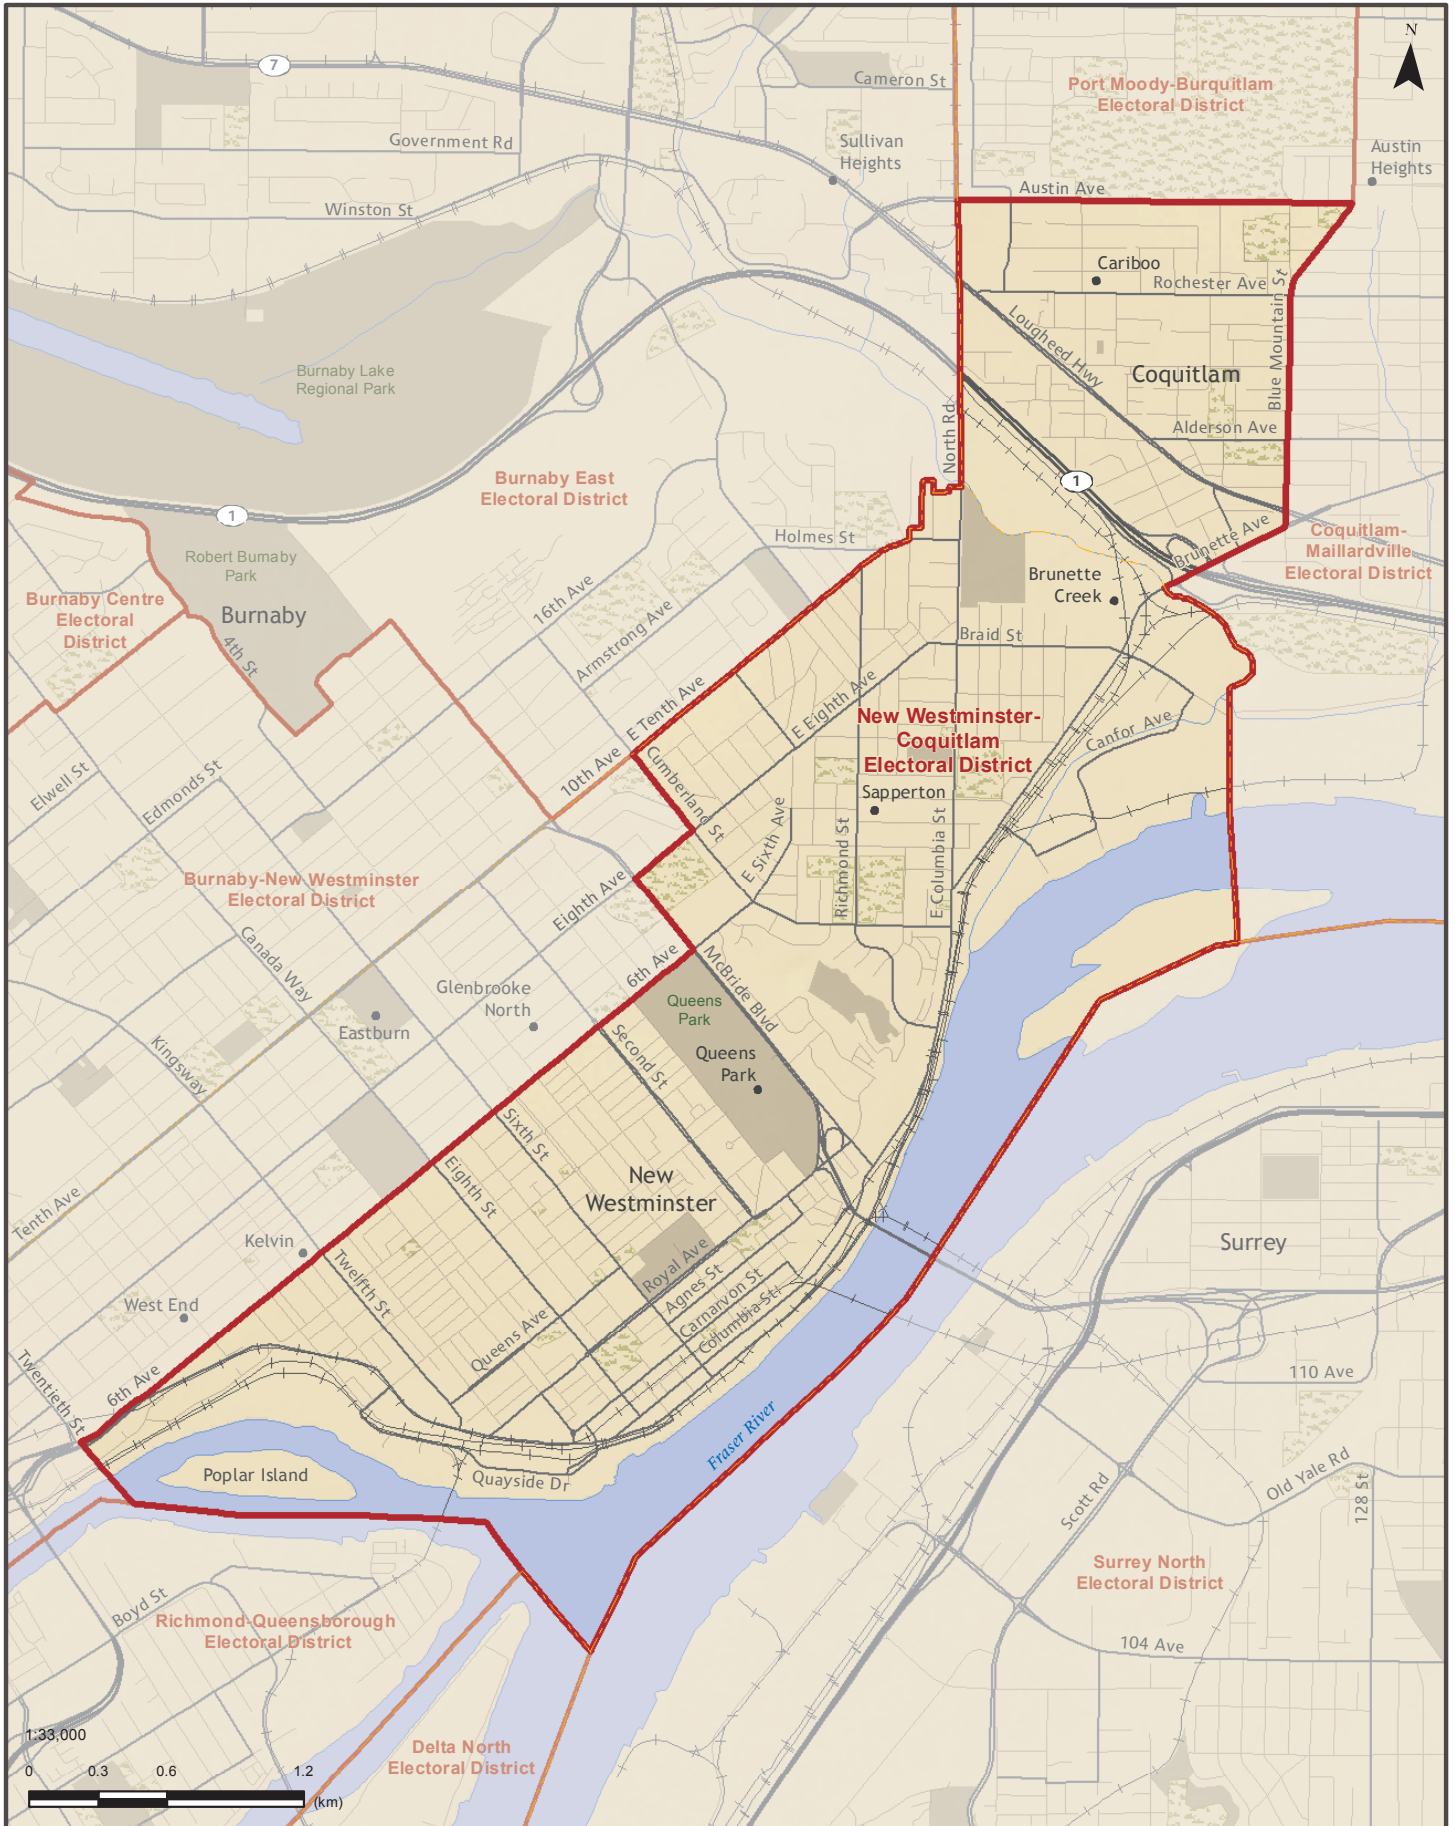 N
7
Cameron St
Port Moody-Burquitlam
Electoral District
Government Rd
Sullivan
Heights
Austin
Heights
Austin Ave
Winston St
Cariboo
Rochester Ave
Blue Mountain St
Lougheed Hwy
Burnaby Lake
Regional Park
Coquitlam
North Rd
Alderson Ave
Burnaby East
Electoral District
1
1
Holmes St
Brunette Ave
Coquitlam-
Maillardville
Electoral District
Robert Burnaby
Park
Burnaby Centre
Electoral
District
Burnaby
4th St
16th Ave
Armstrong Ave
Brunette
Creek
Braid St
E Tenth Ave
E Eighth Ave
New Westminster-
Coquitlam
Electoral District
Canfor Ave
10th Ave
Cumberland St
Elwell St
Edmonds St
Sapperton
E Sixth Ave
Richmond St
E Columbia St
Burnaby-New Westminster
Electoral District
Eighth Ave
Canada Way
6th Ave
McBride Blvd
Glenbrooke
North
Queens
Park
Eastburn
Kingsway
Second St
Queens
Park
Sixth St
Eighth St
New
Westminster
Tenth Ave
Kelvin
Twelfth St
Royal Ave
Agnes St
Carnarvon St
Columbia St
Surrey
West End
Queens Ave
Twentieth St
6th Ave
110 Ave
Fraser River
Poplar Island
Quayside Dr
Old Yale Rd
Scott Rd
128 St
Surrey North
Electoral District
Boyd St
Richmond-Queensborough
Electoral District
104 Ave
Delta North
Electoral District
1:33,000
0 0.3 0.6 1.2
(km)